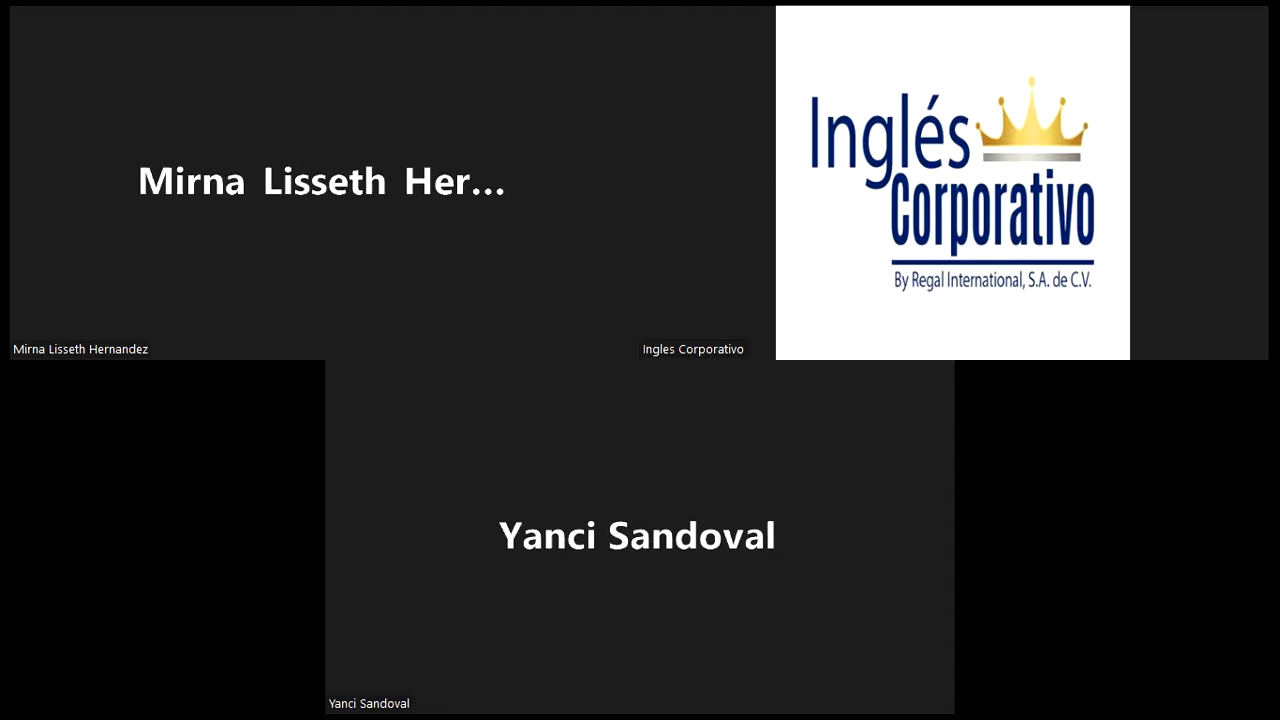 Mirna Lisseth Her...
Inglés
Corporativo
By Regal International, S.A. de C.V.
Mirna Lisseth Hernandez
Ingles Corporativo
Yanci Sandoval
Yanci Sandoval